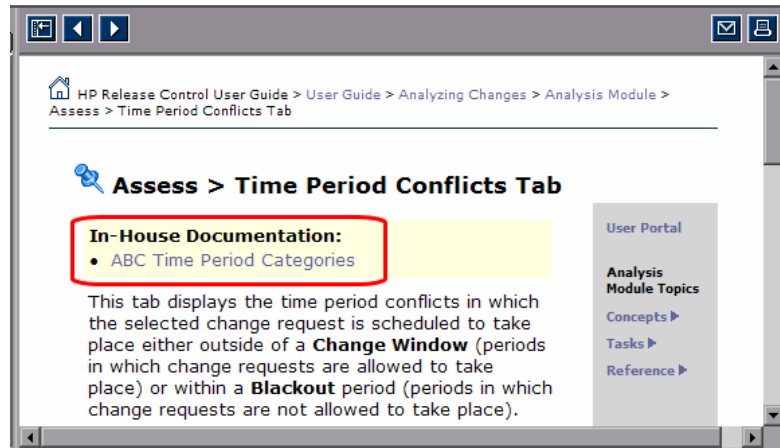 HP Release Control User Guide > User Guide > Analyzing Changes > Analysis Module >
Assess > Time Period Conflicts Tab
Assess > Time Period Conflicts Tab
In-House Documentation:
• ABC Time Period Categories
This tab displays the time period conflicts in which
the selected change request is scheduled to take
place either outside of a Change Window (periods
in which change requests are allowed to take
place) or within a Blackout period (periods in which
change requests are not allowed to take place).
User Portal
Analysis
Module Topics
Concepts
Tasks
Reference